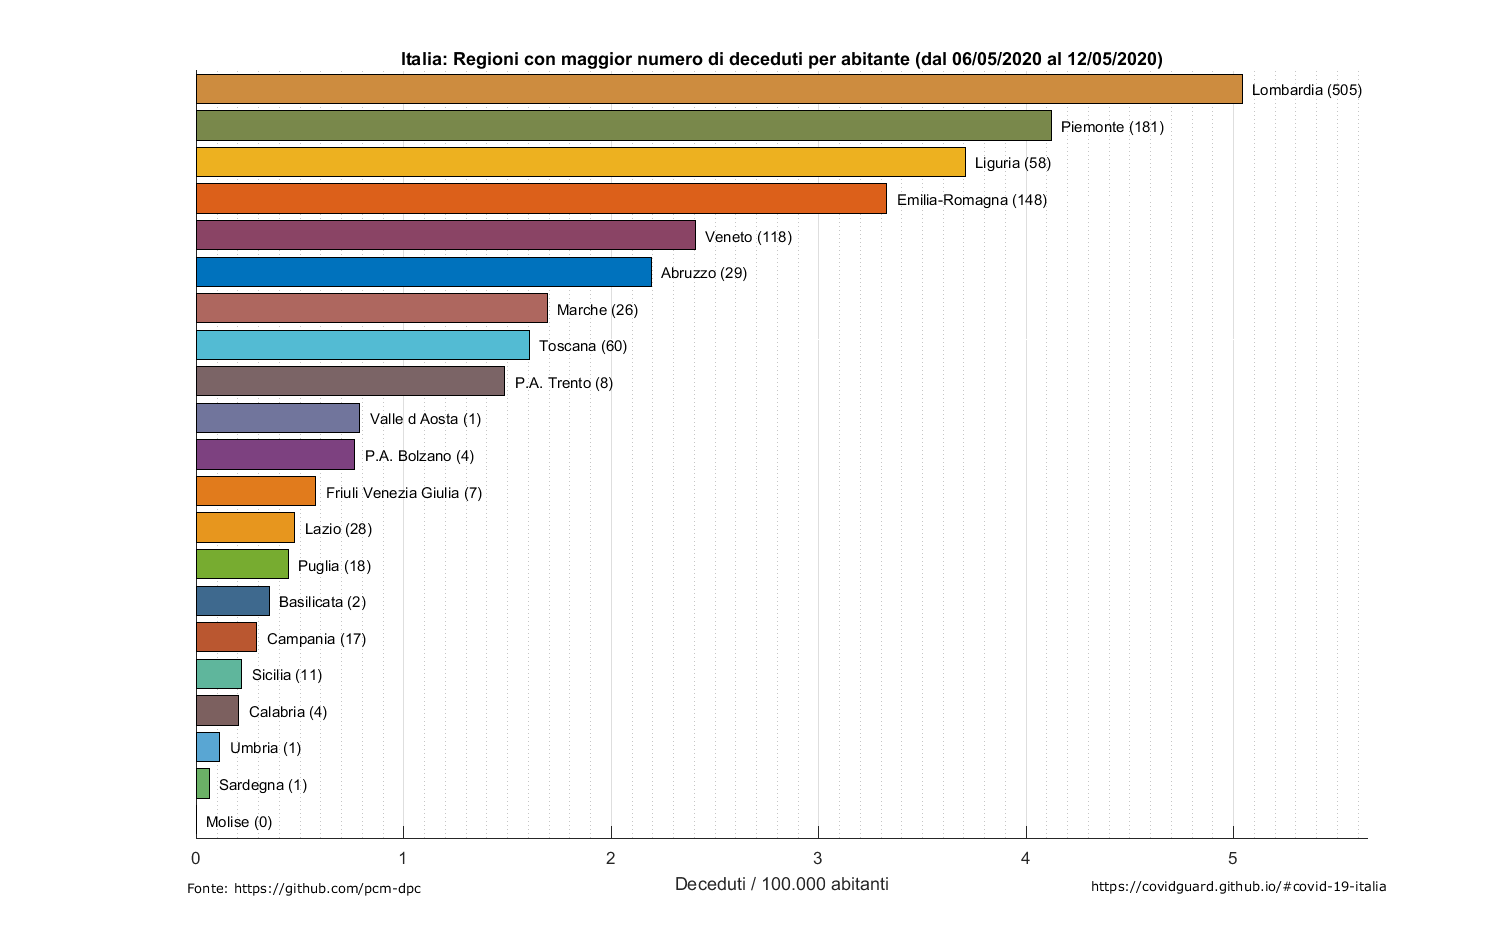 Italia: Regioni con maggior numero di deceduti per abitante (dal 06/05/2020 al 12/05/2020)
Lombardia (505)
Piemonte (181)
Liguria (58)
Emilia-Romagna (148)
Veneto (118)
Abruzzo (29)
Marche (26)
Toscana (60)
P.A. Trento (8)
Valle d Aosta (1)
P.A. Bolzano (4)
Friuli Venezia Giulia (7)
Lazio (28)
Puglia (18)
Basilicata (2)
Campania (17)
Sicilia (11)
Calabria (4)
Umbria (1)
Sardegna (1)
Molise (0)
0 1 2 3 4 5
Deceduti / 100.000 abitanti
Fonte: https://github.com/pcm-dpc
https://covidguard.github.io/#covid-19-italia